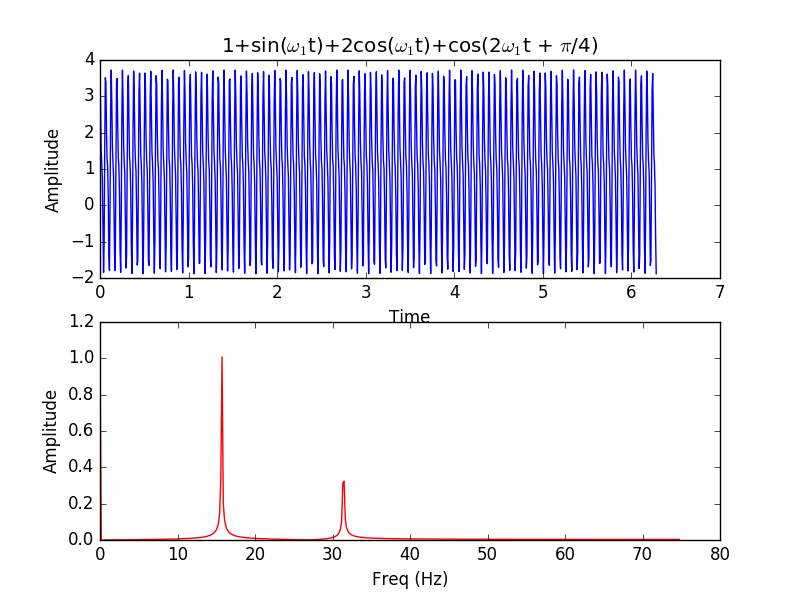 1+sin(ω₁t)+2cos(ω₁t)+cos(2ω₁t + π/4)
4
3
2
1
0
−1
−2
Amplitude
0 1 2 3 4 5 6 7
Time
1.2
1.0
0.8
0.6
0.4
0.2
0.0
Amplitude
0 10 20 30 40 50 60 70 80
Freq (Hz)